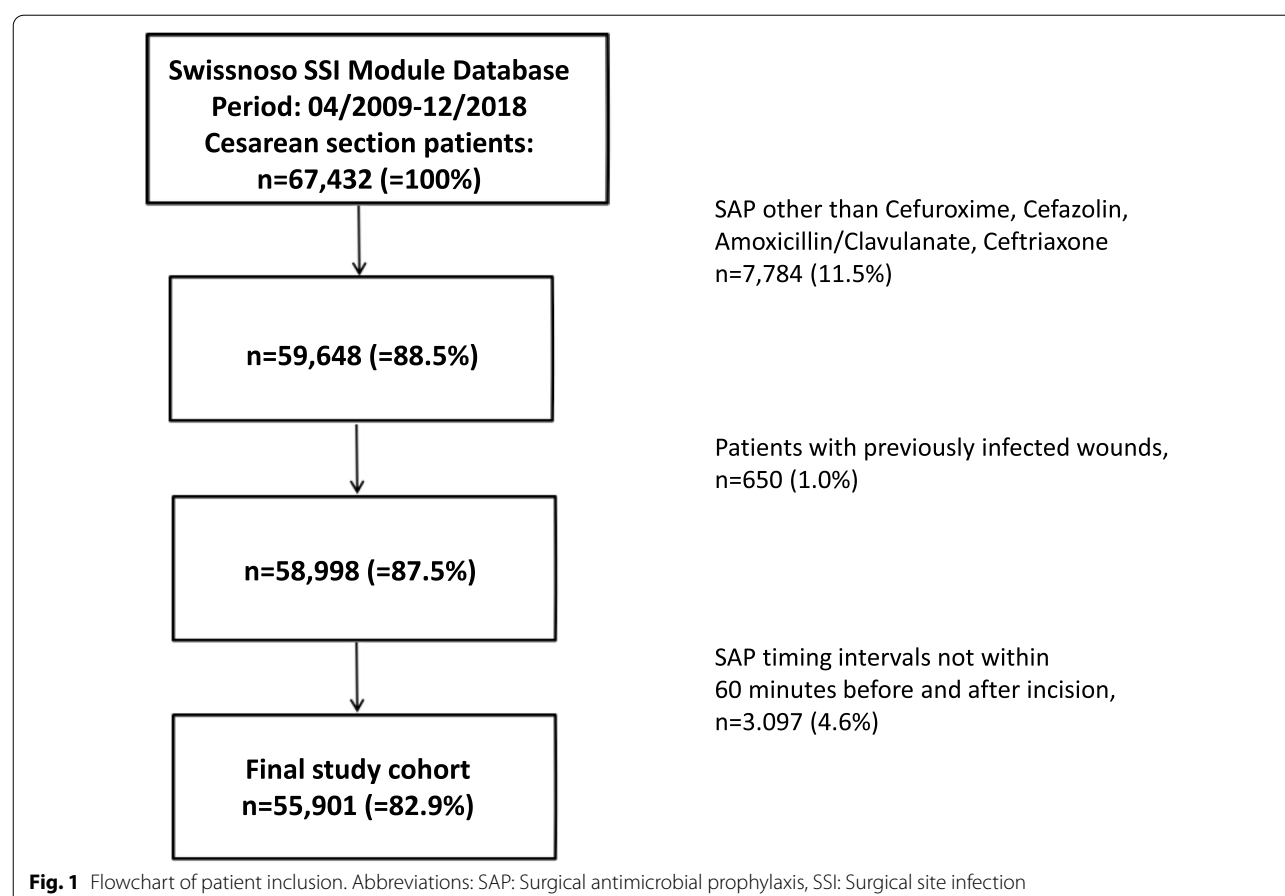 Swissnoso SSI Module Database
Period: 04/2009-12/2018
Cesarean section patients:
n=67,432 (=100%)
SAP other than Cefuroxime, Cefazolin,
Amoxicillin/Clavulanate, Ceftriaxone
n=7,784 (11.5%)
n=59,648 (=88.5%)
Patients with previously infected wounds,
n=650 (1.0%)
n=58,998 (=87.5%)
SAP timing intervals not within
60 minutes before and after incision,
n=3.097 (4.6%)
Final study cohort
n=55,901 (=82.9%)
Fig. 1 Flowchart of patient inclusion. Abbreviations: SAP: Surgical antimicrobial prophylaxis, SSI: Surgical site infection